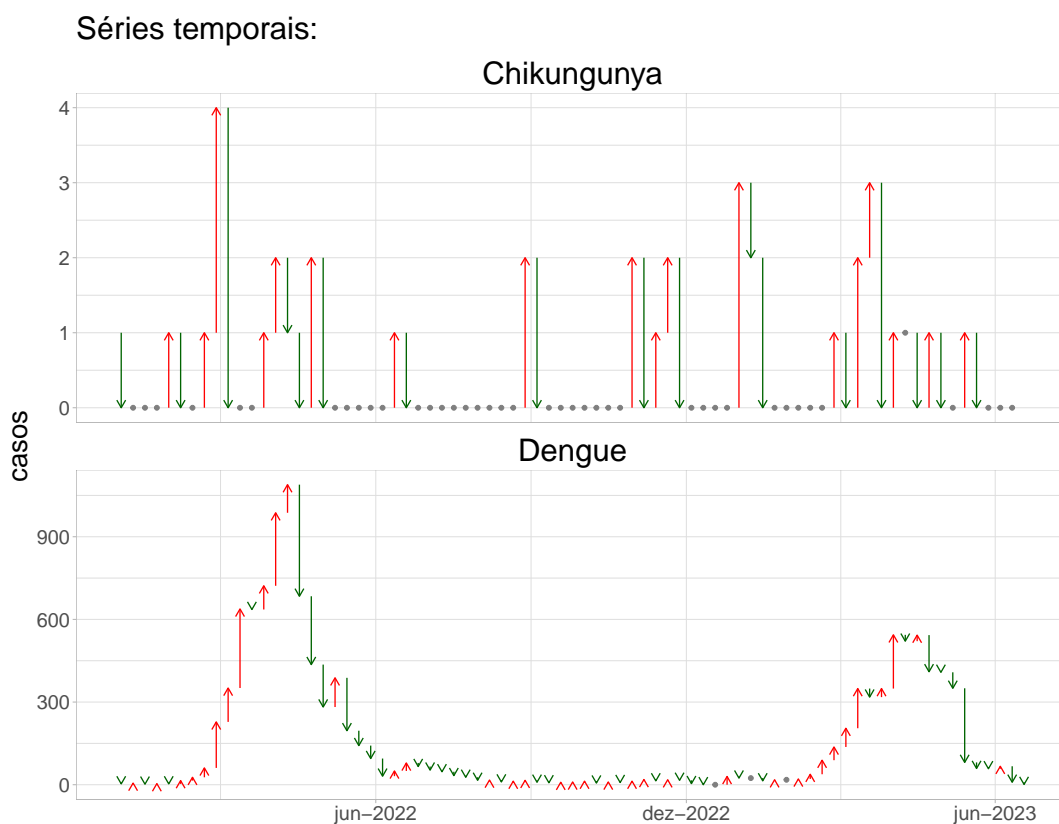 Séries temporais:
Chikungunya
4
3
2
1
0
casos
Dengue
900
600
300
0
jun−2022
dez−2022
jun−2023